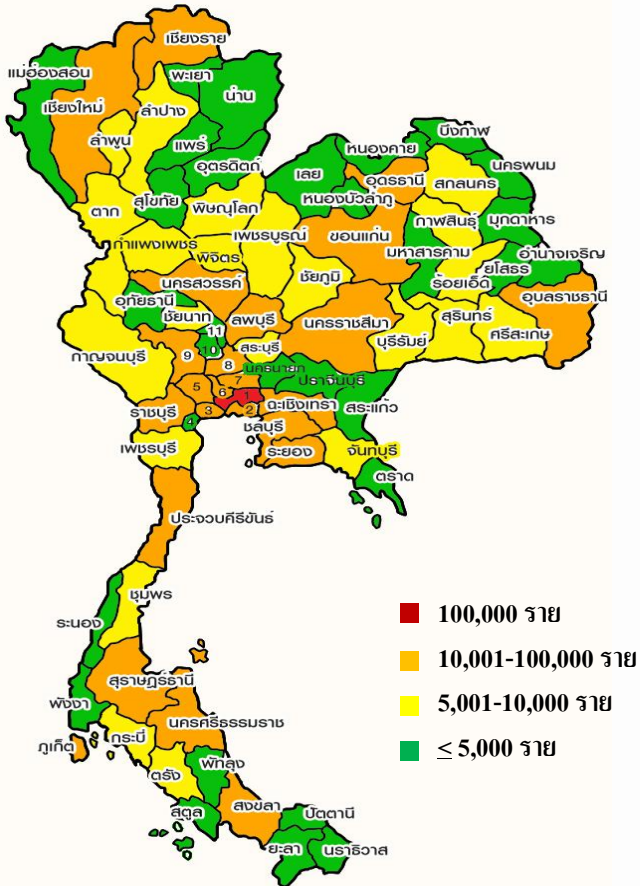 เชียงราย
แม่ฮ่องสอน
พะเยา
น่าน
เชียงใหม่
ลำปาง
ลำพูน
แพร่
อุตรดิตถ์
บึงกาฬ
หนองคาย
เลย
อุดรธานี
นครพนม
สกลนคร
หนองบัวลำภู
ตาก
สุโขทัย
พิษณุโลก
กาฬสินธุ์
มุกดาหาร
เพชรบูรณ์
ขอนแก่น
กำแพงเพชร
พิจิตร
มหาสารคาม
อำนาจเจริญ
ชัยภูมิ
ยโสธร
ร้อยเอ็ด
นครสวรรค์
อุบลราชธานี
อุทัยธานี
ชัยนาท
ลพบุรี
นครราชสีมา
สุรินทร์
11
บุรีรัมย์
ศรีสะเกษ
สระบุรี
10
กาญจนบุรี
9
8
นครนายก
ปราจีนบุรี
7
5
6
1
ราชบุรี
ฉะเชิงเทรา
สระแก้ว
3
2
4
ชลบุรี
เพชรบุรี
ระยอง
จันทบุรี
ตราด
ประจวบคีรีขันธ์
ชุมพร
ระนอง
100,000 ราย
10,001-100,000 ราย
สุราษฎร์ธานี
พังงา
5,001-10,000 ราย
นครศรีธรรมราช
กระบี่
ภูเก็ต
≤ 5,000 ราย
พัทลุง
ตรัง
สงขลา
สตูล
ปัตตานี
ยะลา
นราธิวาส